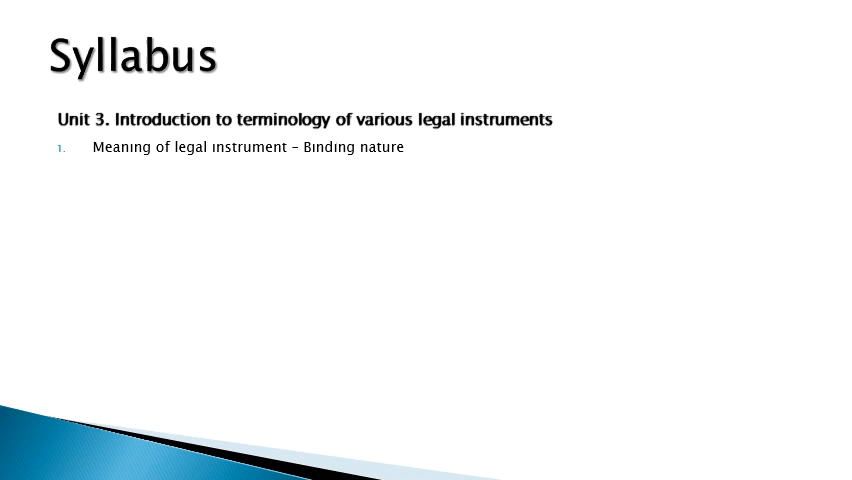 Syllabus
Unit 3. Introduction to terminology of various legal instruments
1. Meaning of legal instrument – Binding nature